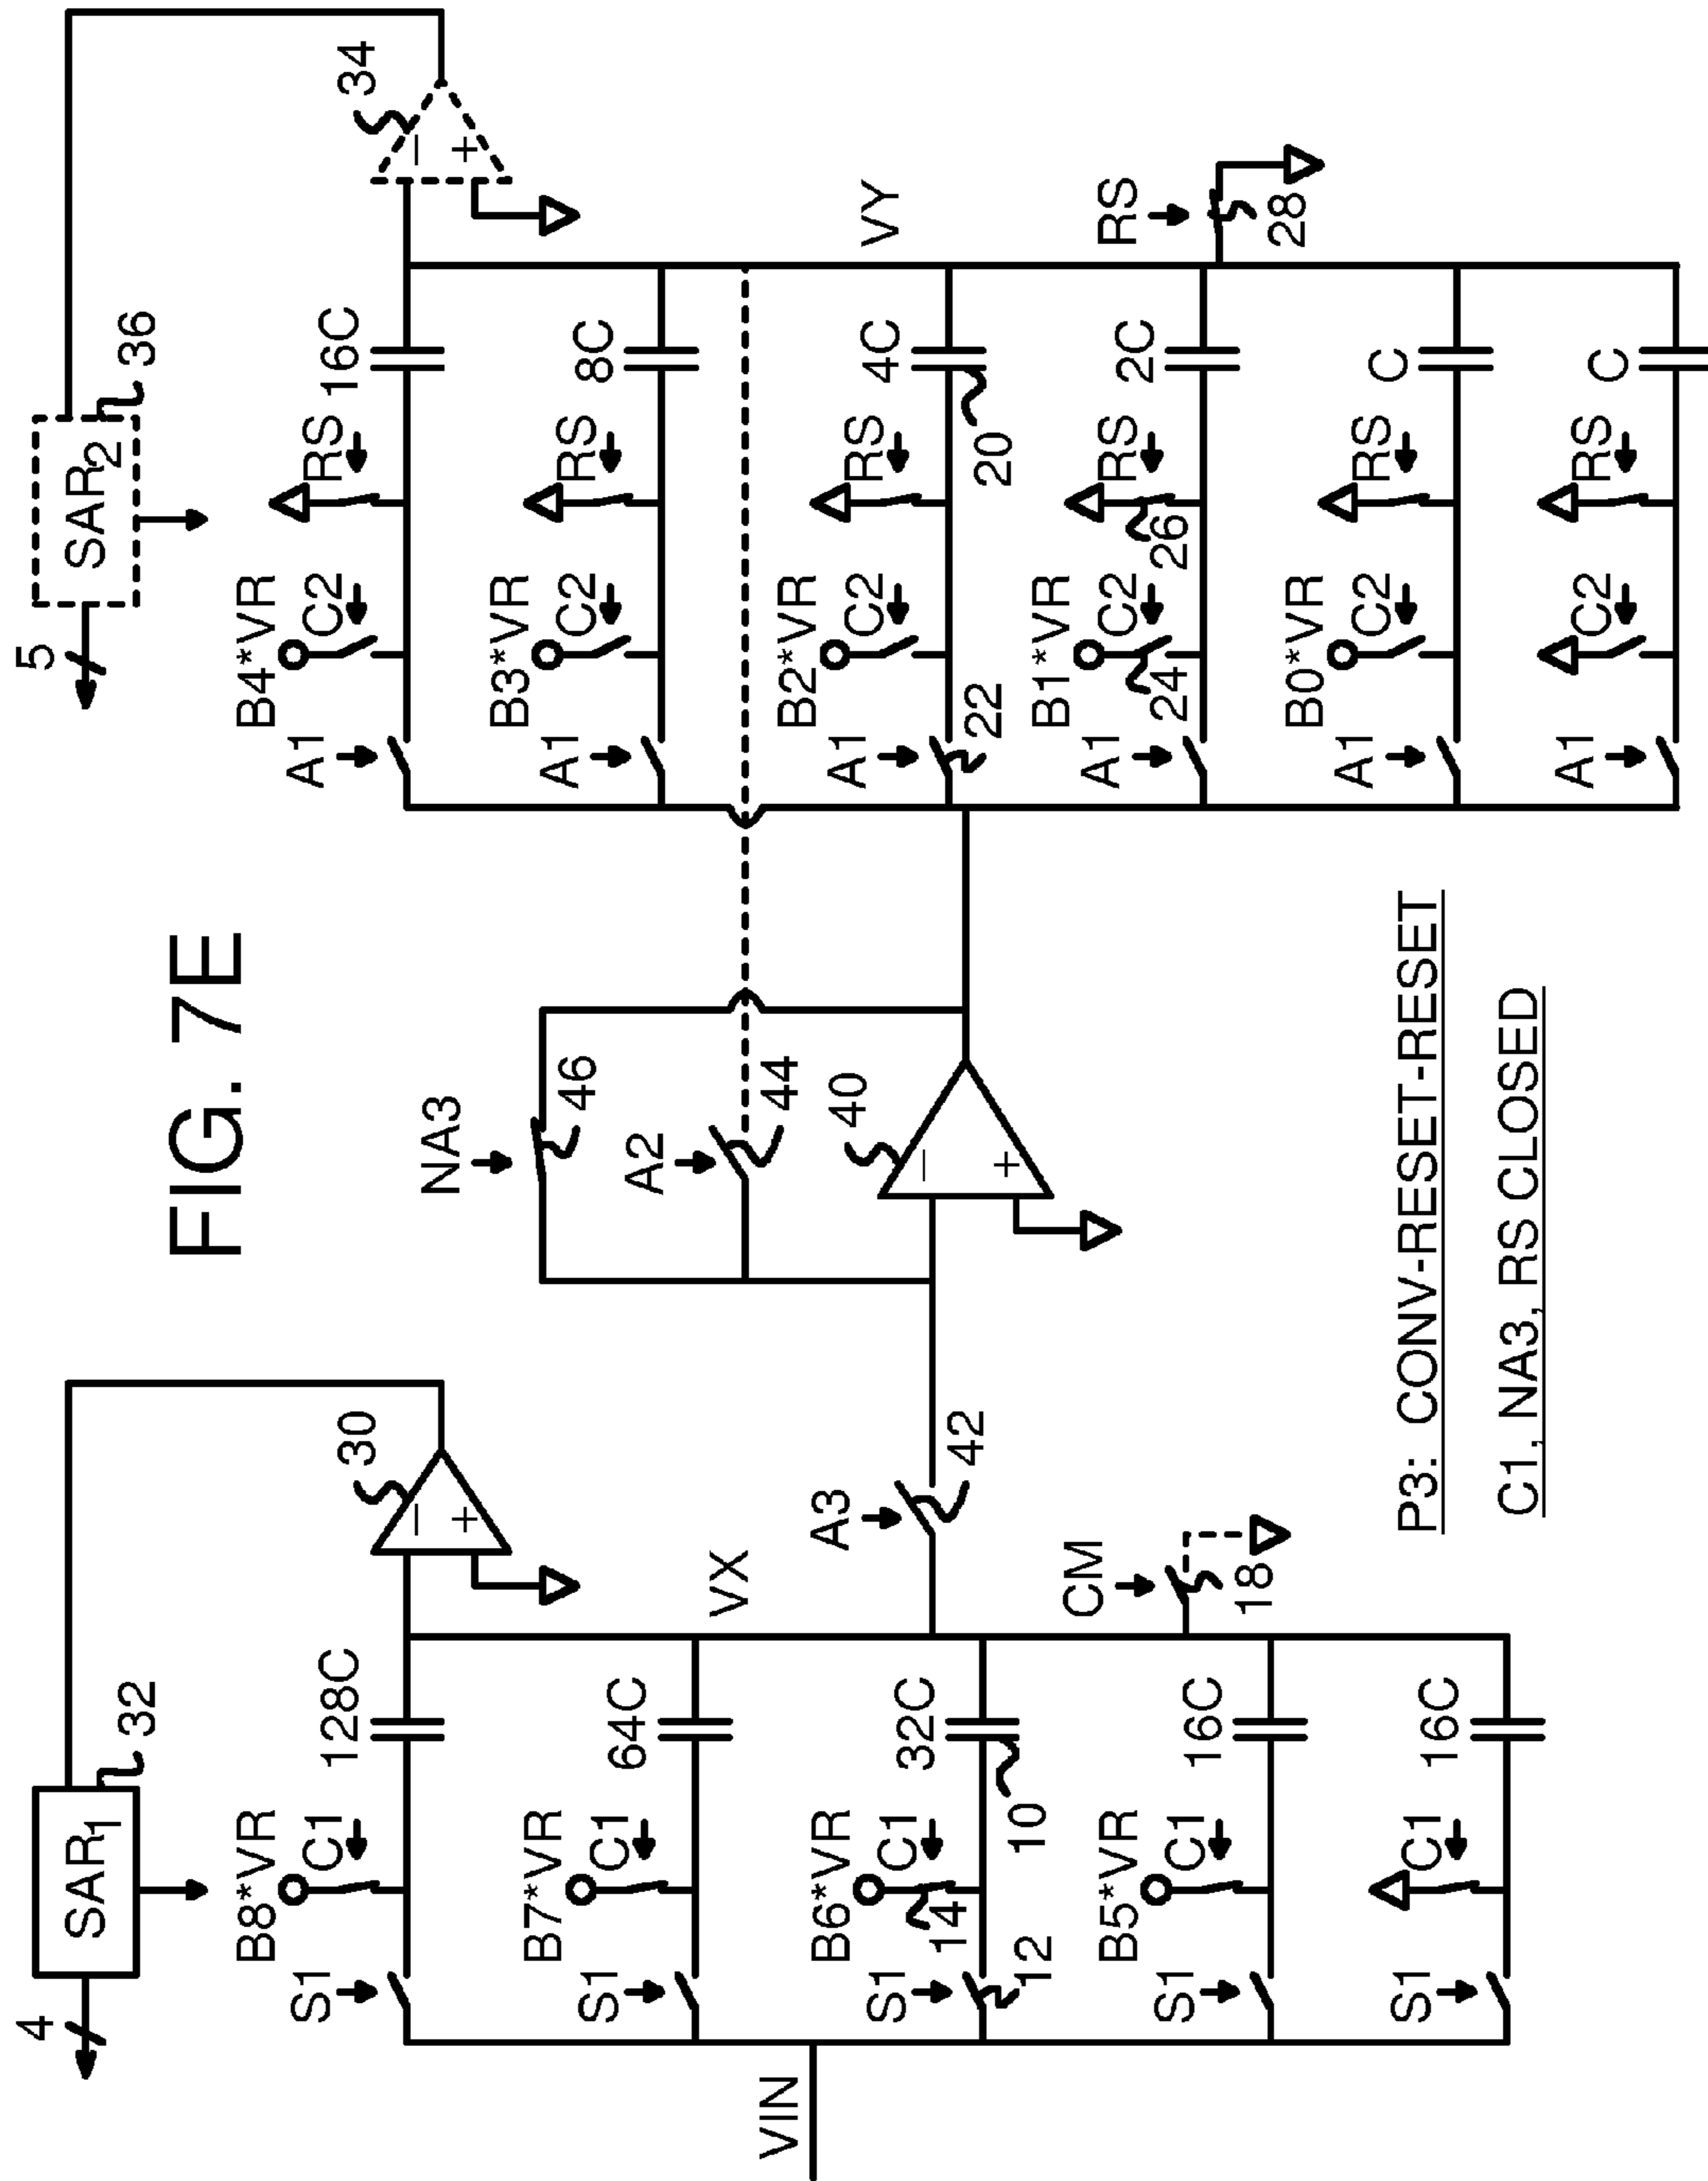 FIG. 7E
4
SAR1
32
30
−
+
B8*VR
C1
128C
S1
B7*VR
C1
64C
S1
VX
B6*VR
C1
32C
S1
14
12
10
VIN
B5*VR
C1
16C
S1
C1
16C
S1
CM
18
A3
42
NA3
46
A2
44
40
−
+
5
SAR2
36
34
−
+
B4*VR
C2
RS
16C
A1
B3*VR
C2
RS
8C
A1
B2*VR
C2
RS
4C
A1
22
20
VY
B1*VR
C2
RS
2C
A1
24
26
RS
28
B0*VR
C2
RS
C
A1
C2
RS
C
A1
P3: CONV-RESET-RESET
C1, NA3, RS CLOSED